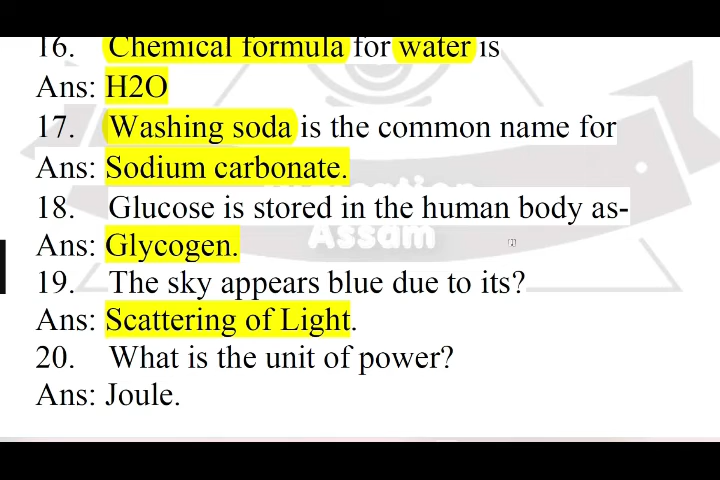 16. Chemical formula for water is
Ans: H2O
17. Washing soda is the common name for
Ans: Sodium carbonate.
18. Glucose is stored in the human body as-
Ans: Glycogen.
Assam
19. The sky appears blue due to its?
Ans: Scattering of Light.
20. What is the unit of power?
Ans: Joule.